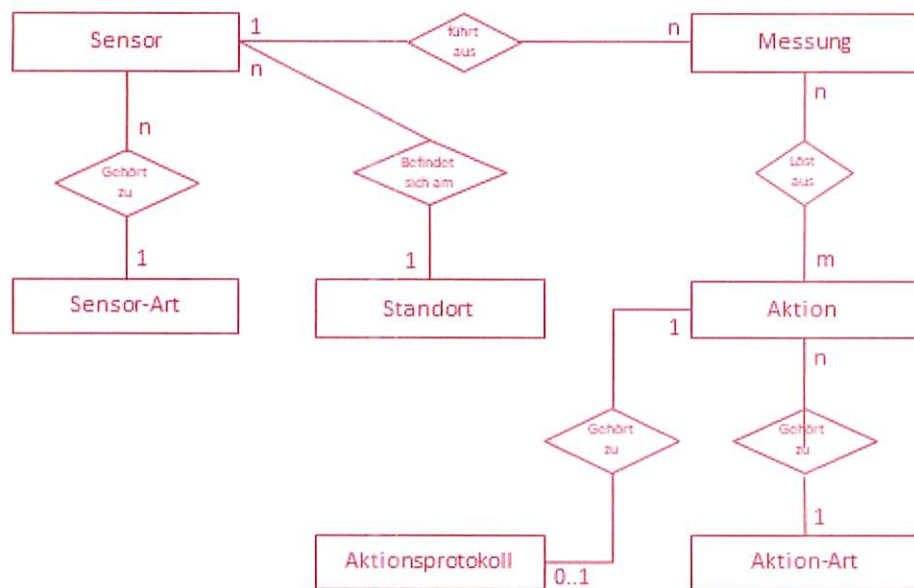 Sensor
1
führt
aus
n
Messung
n
n
n
Gehört
zu
Befindet
sich am
Löst
aus
1
1
m
Sensor-Art
Standort
Aktion
1
n
Gehört
zu
Gehört
zu
1
Aktionsprotokoll
0..1
Aktion-Art